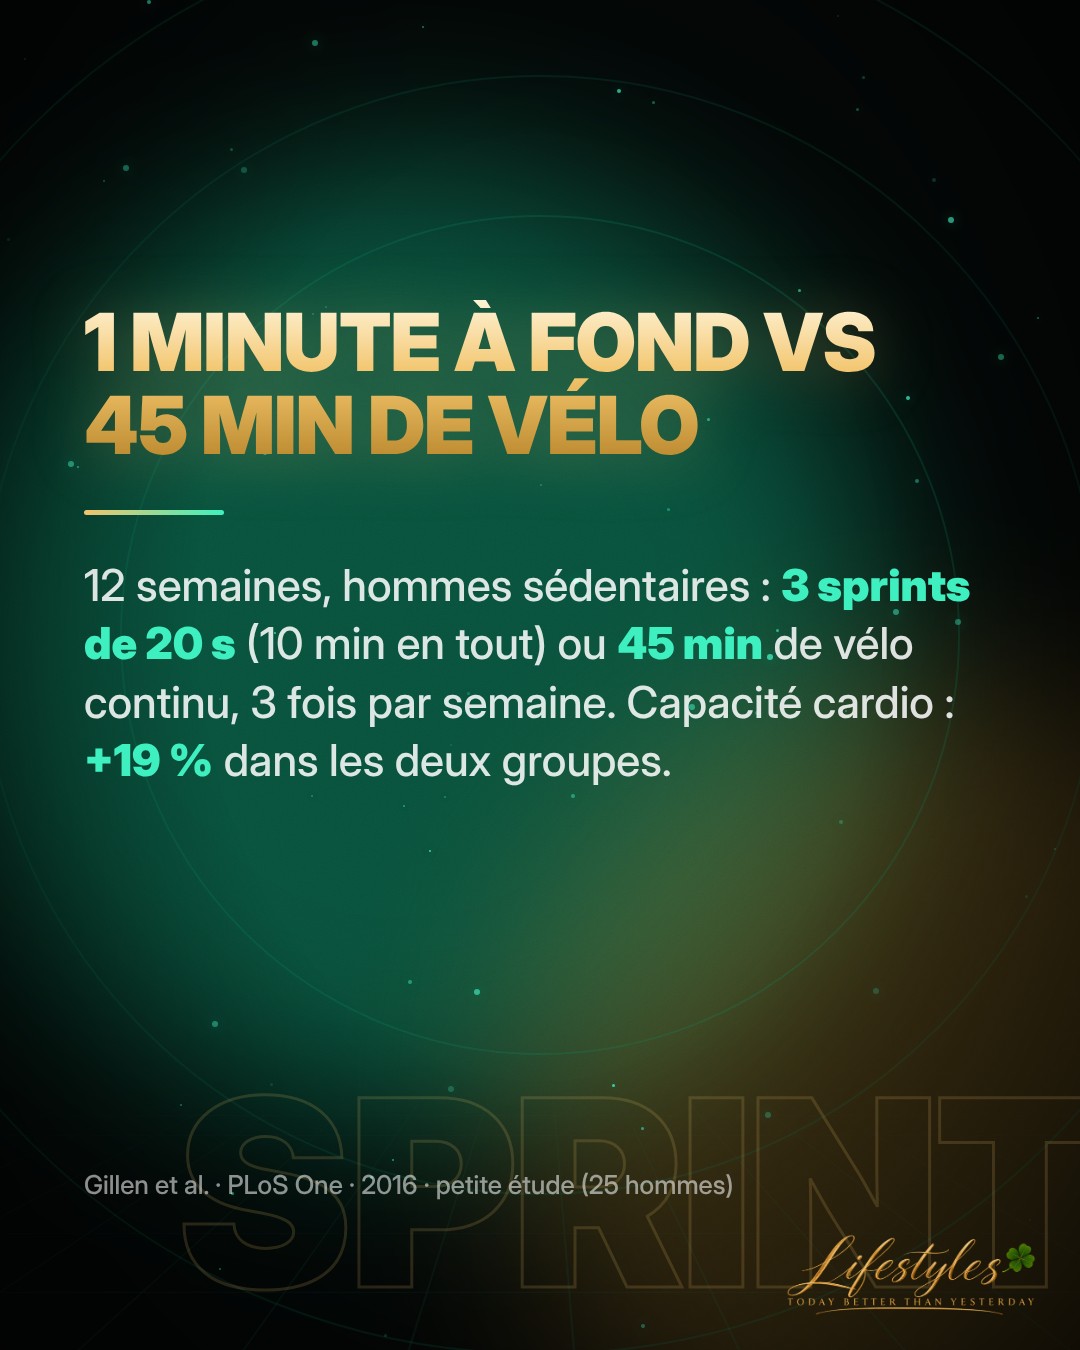 1 MINUTE À FOND VS
45 MIN DE VÉLO
12 semaines, hommes sédentaires : 3 sprints
de 20 s (10 min en tout) ou 45 min de vélo
continu, 3 fois par semaine. Capacité cardio :
+19 % dans les deux groupes.
SPRINT
Gillen et al. · PLoS One · 2016 · petite étude (25 hommes)
Lifestyles
TODAY BETTER THAN YESTERDAY